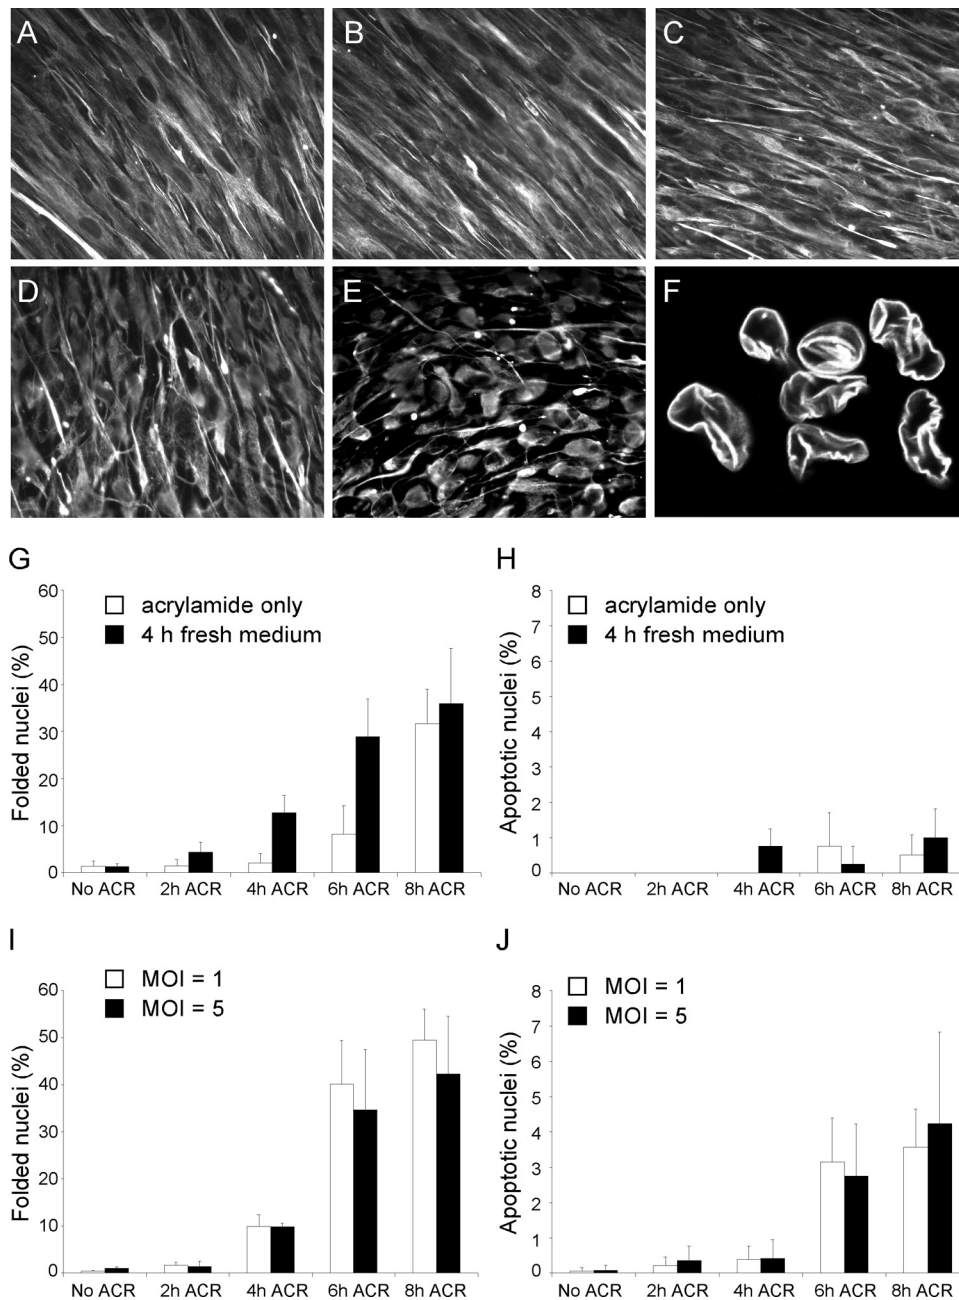 A
B
C
D
E
F
G
60
50
40
30
20
10
0
Folded nuclei (%)
acrylamide only
4 h fresh medium
No ACR 2h ACR 4h ACR 6h ACR 8h ACR
H
8
7
6
5
4
3
2
1
0
Apoptotic nuclei (%)
acrylamide only
4 h fresh medium
No ACR 2h ACR 4h ACR 6h ACR 8h ACR
I
60
50
40
30
20
10
0
Folded nuclei (%)
MOI = 1
MOI = 5
No ACR 2h ACR 4h ACR 6h ACR 8h ACR
J
8
7
6
5
4
3
2
1
0
Apoptotic nuclei (%)
MOI = 1
MOI = 5
No ACR 2h ACR 4h ACR 6h ACR 8h ACR